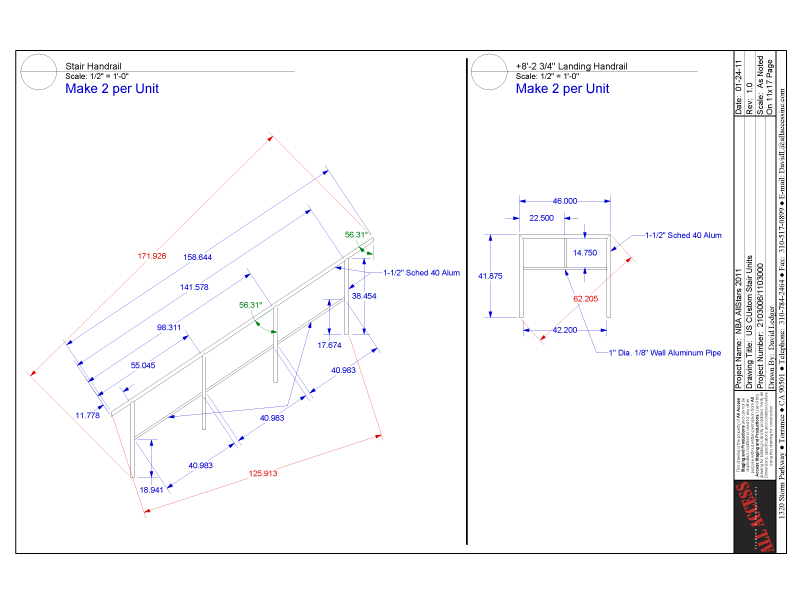 Stair Handrail
Scale: 1/2" = 1'-0"
Make 2 per Unit
171.926
158.644
141.578
98.311
55.045
11.778
56.31°
56.31°
1-1/2" Sched 40 Alum
38.454
17.674
40.983
40.983
40.983
125.913
18.941
+8'-2 3/4" Landing Handrail
Scale: 1/2" = 1'-0"
Make 2 per Unit
46.000
22.500
1-1/2" Sched 40 Alum
14.750
41.875
62.205
42.200
1" Dia. 1/8" Wall Aluminum Pipe
Date: 01-24-11
Rev: 1.0
Scale: As Noted
On 11x17 Page
Project Name: NBA AllStars 2011
Drawing Title: US CUstom Stair Units
Project Number: 2103006/1103000
Drawn By: David Ledger
ALL ACCESS
1320 Storm Parkway ● Torrance ● CA 90501 ● Telephone: 310-784-2464 ● Fax: 310-517-0899 ● E-mail: DavidL@allaccessinc.com